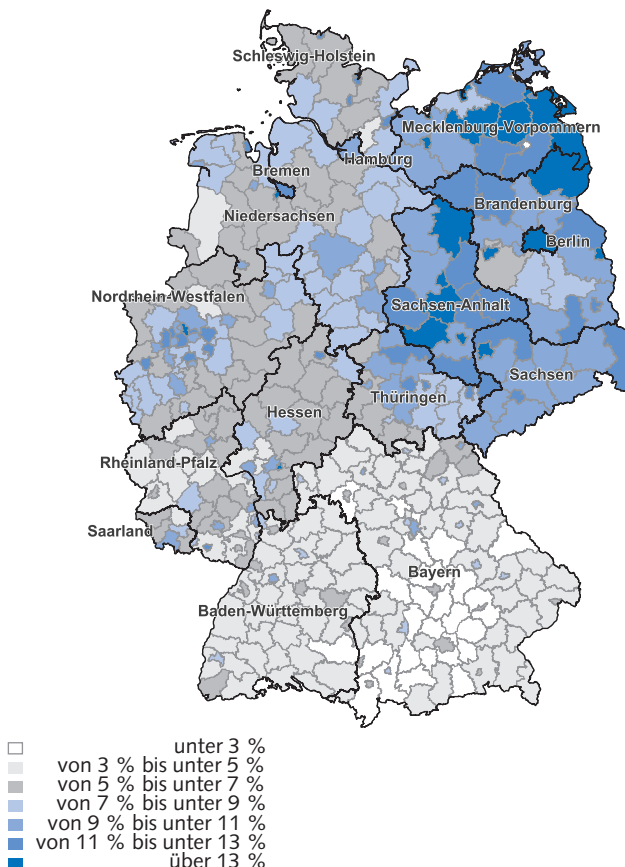 Schleswig-Holstein
Mecklenburg-Vorpommern
Hamburg
Bremen
Brandenburg
Niedersachsen
Berlin
Nordrhein-Westfalen
Sachsen-Anhalt
Sachsen
Thüringen
Hessen
Rheinland-Pfalz
Saarland
Bayern
Baden-Württemberg
unter 3 %
von 3 % bis unter 5 %
von 5 % bis unter 7 %
von 7 % bis unter 9 %
von 9 % bis unter 11 %
von 11 % bis unter 13 %
über 13 %